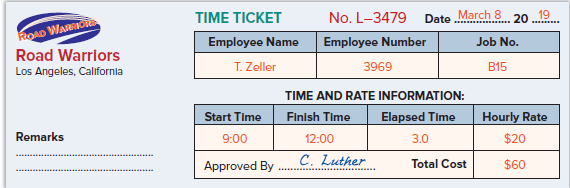 ROAD WARRIORS
TIME TICKET No. L–3479 Date March 8 20 19
Employee Name Employee Number Job No.
Road Warriors
Los Angeles, California
T. Zeller 3969 B15
TIME AND RATE INFORMATION:
Start Time Finish Time Elapsed Time Hourly Rate
Remarks
9:00 12:00 3.0 $20
Approved By C. Luther Total Cost $60